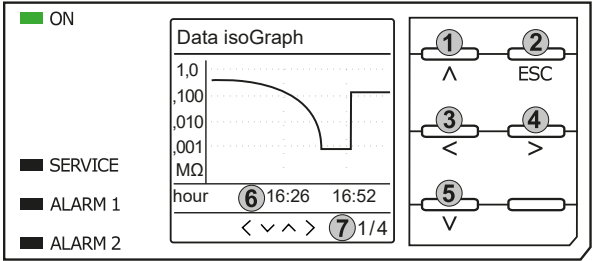 ON
Data isoGraph
1,0
,100
,010
,001
MΩ
hour 6 16:26 16:52
< ∨ ∧ > 7 1/4
SERVICE
ALARM 1
ALARM 2
1 2
∧ ESC
3 4
< >
5
∨